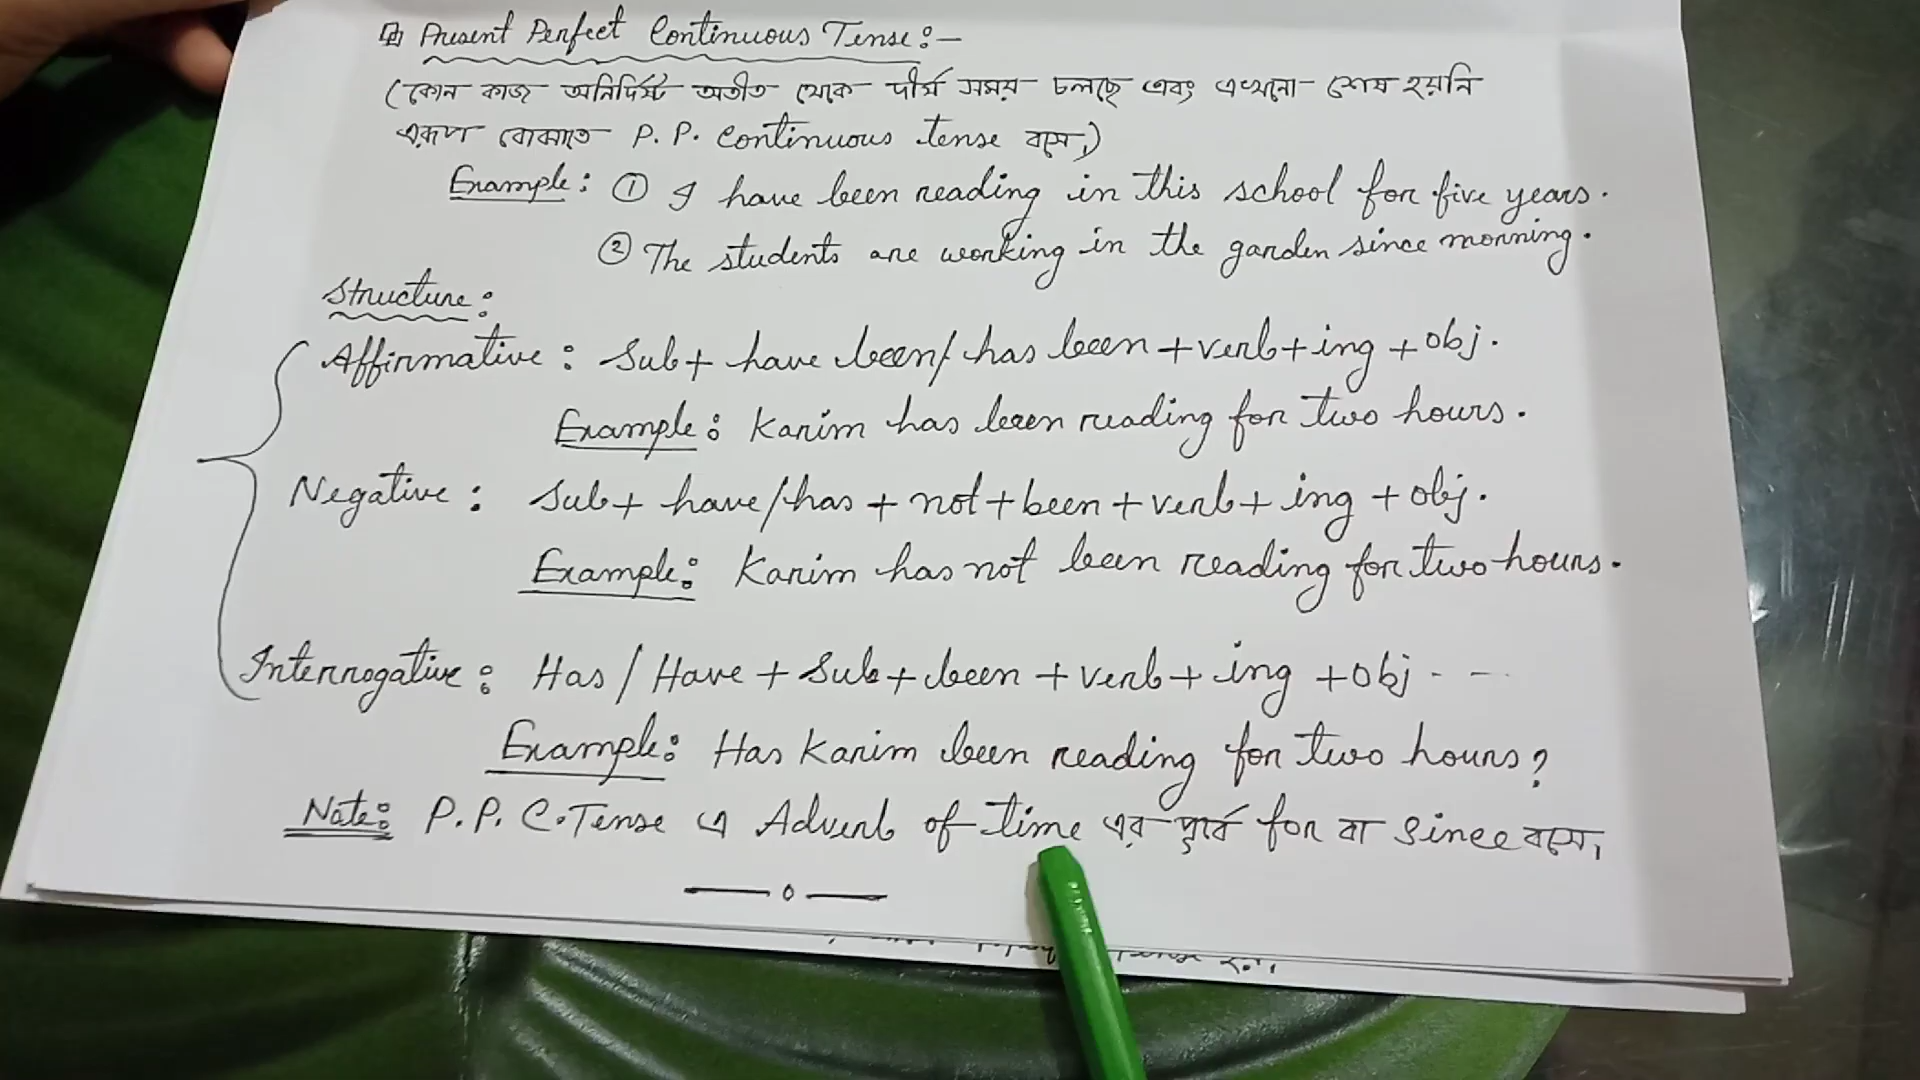 Present Perfect Continuous Tense:-
(কোন কাজ অনির্দিস্ট অতীত থেকে দীর্ঘ সময় চলছে এবং এখনো শেষ হয়নি
এরূপ বোঝাতে P. P. Continuous tense বসে।)
Example: ① I have been reading in this school for five years.
② The students are working in the garden since morning.
Structure:
Affirmative: Sub + have been/has been + verb + ing + obj.
Example: Karim has been reading for two hours.
Negative: Sub + have/has + not + been + verb + ing + obj.
Example: Karim has not been reading for two hours.
Interrogative: Has / Have + Sub + been + verb + ing + obj - --
Example: Has Karim been reading for two hours?
Note: P. P. C. Tense এ Adverb of time এর পূর্বে for বা since বসে।